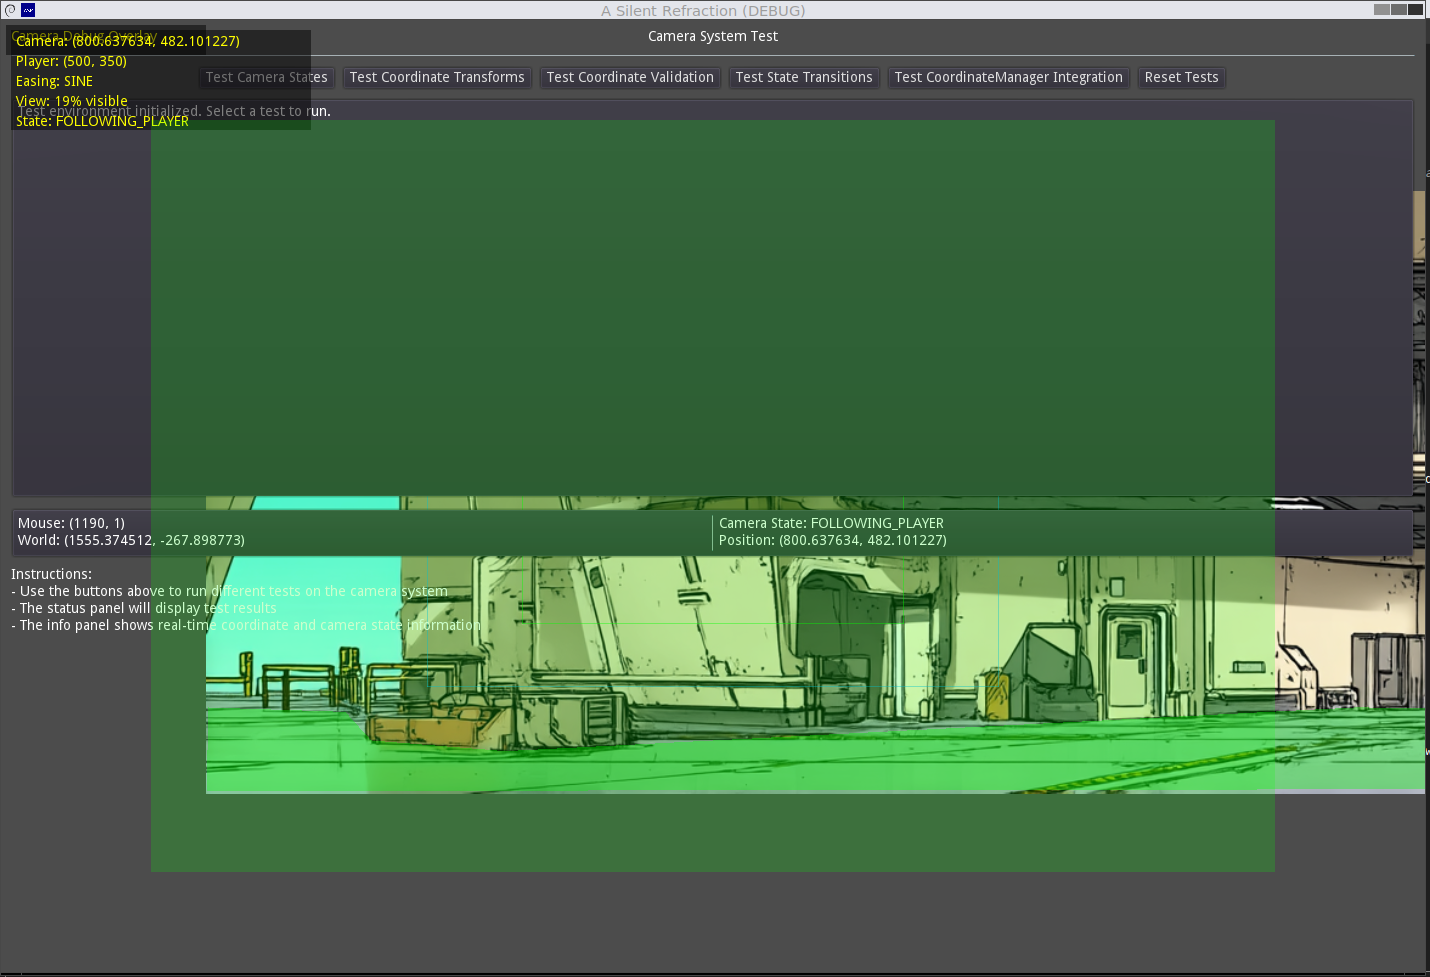 A Silent Refraction (DEBUG)
Camera System Test
Camera Debug Overlay
Camera: (800.637634, 482.101227)
Player: (500, 350)
Easing: SINE
View: 19% visible
State: FOLLOWING_PLAYER
Test Camera States
Test Coordinate Transforms
Test Coordinate Validation
Test State Transitions
Test CoordinateManager Integration
Reset Tests
Test environment initialized. Select a test to run.
Mouse: (1190, 1)
World: (1555.374512, -267.898773)
Camera State: FOLLOWING_PLAYER
Position: (800.637634, 482.101227)
Instructions:
- Use the buttons above to run different tests on the camera system
- The status panel will display test results
- The info panel shows real-time coordinate and camera state information